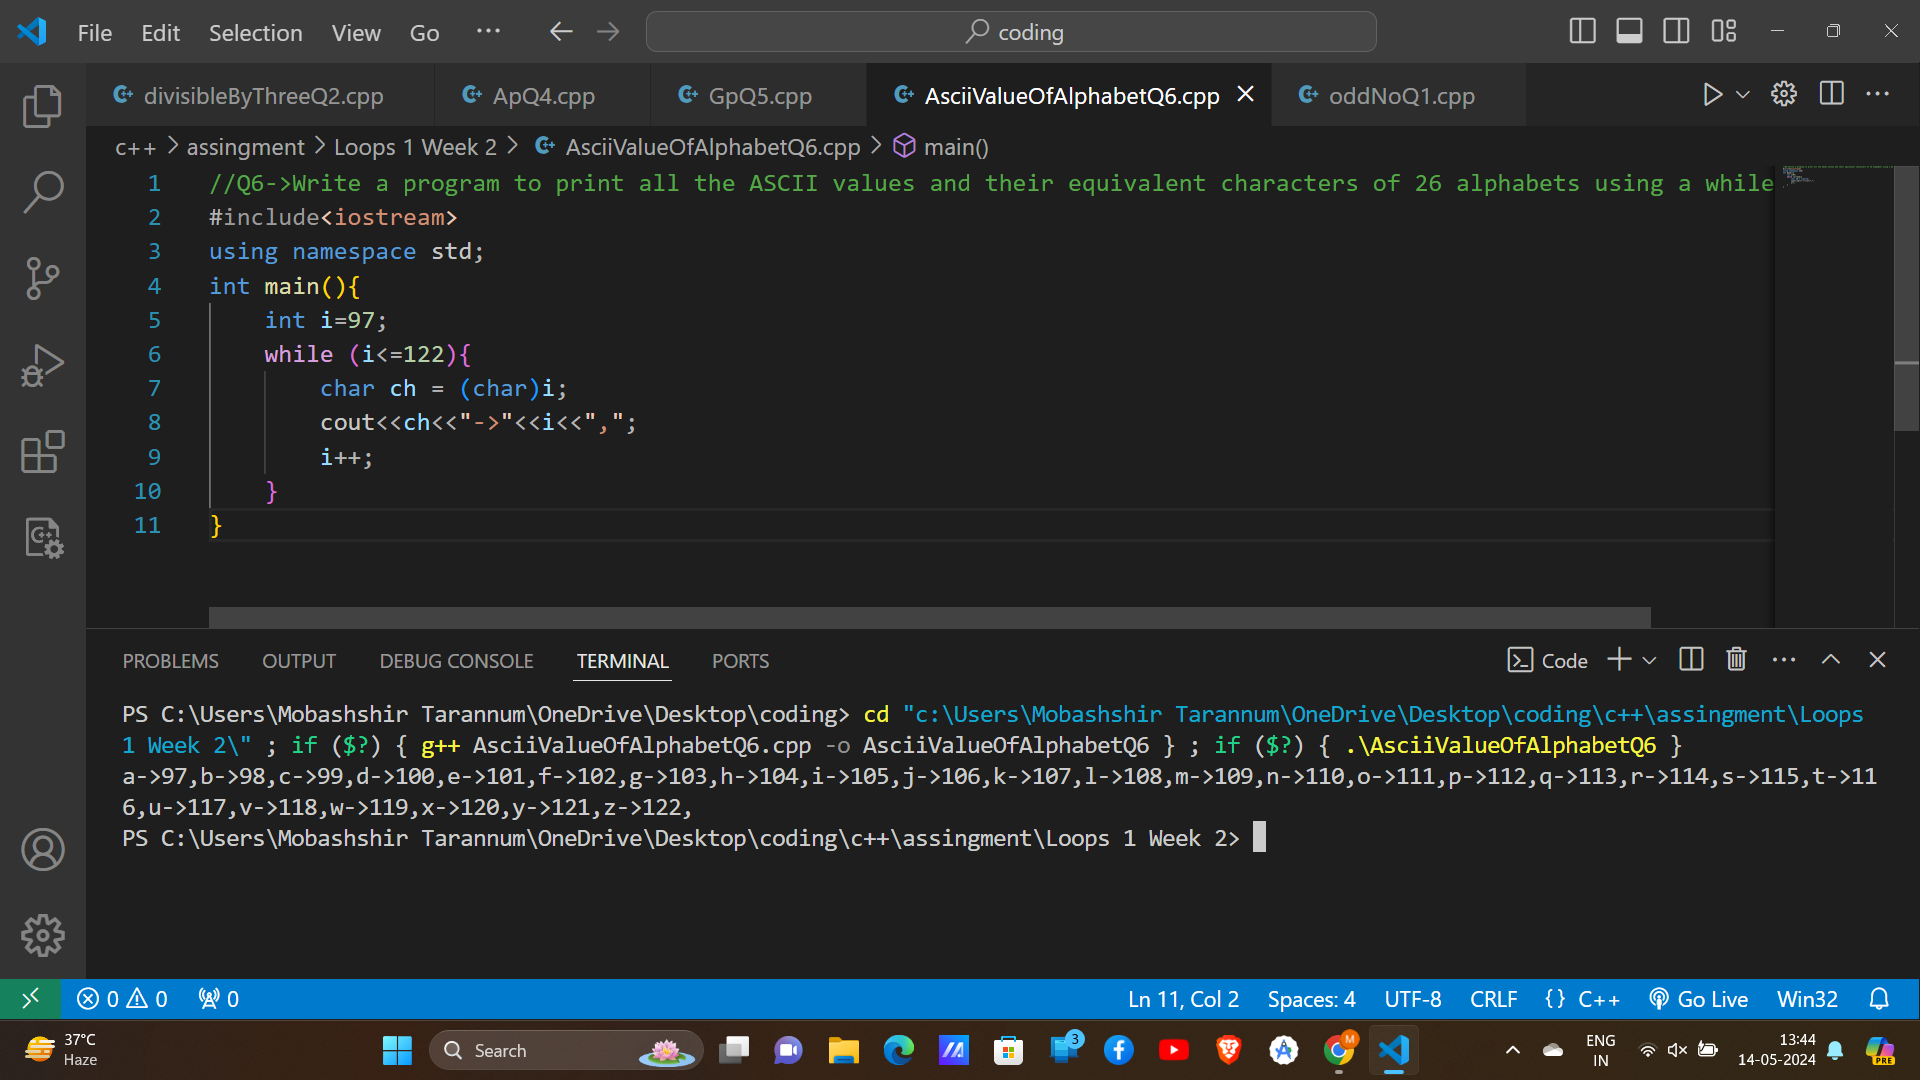 File Edit Selection View Go ··· coding
divisibleByThreeQ2.cpp ApQ4.cpp GpQ5.cpp AsciiValueOfAlphabetQ6.cpp oddNoQ1.cpp
c++ > assingment > Loops 1 Week 2 > AsciiValueOfAlphabetQ6.cpp > main()
1 //Q6->Write a program to print all the ASCII values and their equivalent characters of 26 alphabets using a while
2 #include<iostream>
3 using namespace std;
4 int main(){
5 int i=97;
6 while (i<=122){
7 char ch = (char)i;
8 cout<<ch<<"->"<<i<<",";
9 i++;
10 }
11 }
PROBLEMS OUTPUT DEBUG CONSOLE TERMINAL PORTS Code
PS C:\Users\Mobashshir Tarannum\OneDrive\Desktop\coding> cd "c:\Users\Mobashshir Tarannum\OneDrive\Desktop\coding\c++\assingment\Loops
1 Week 2\" ; if ($?) { g++ AsciiValueOfAlphabetQ6.cpp -o AsciiValueOfAlphabetQ6 } ; if ($?) { .\AsciiValueOfAlphabetQ6 }
a->97,b->98,c->99,d->100,e->101,f->102,g->103,h->104,i->105,j->106,k->107,l->108,m->109,n->110,o->111,p->112,q->113,r->114,s->115,t->11
6,u->117,v->118,w->119,x->120,y->121,z->122,
PS C:\Users\Mobashshir Tarannum\OneDrive\Desktop\coding\c++\assingment\Loops 1 Week 2>
0 0 0 Ln 11, Col 2 Spaces: 4 UTF-8 CRLF {} C++ Go Live Win32
37°C
Haze
Search
3
M
ENG
IN
13:44
14-05-2024
PRE